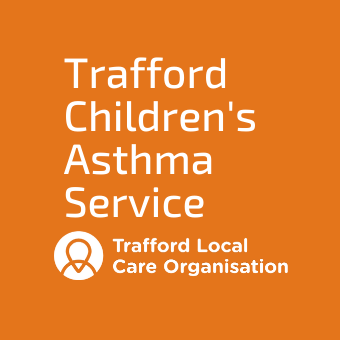 Trafford
Children's
Asthma
Service
Trafford Local
Care Organisation